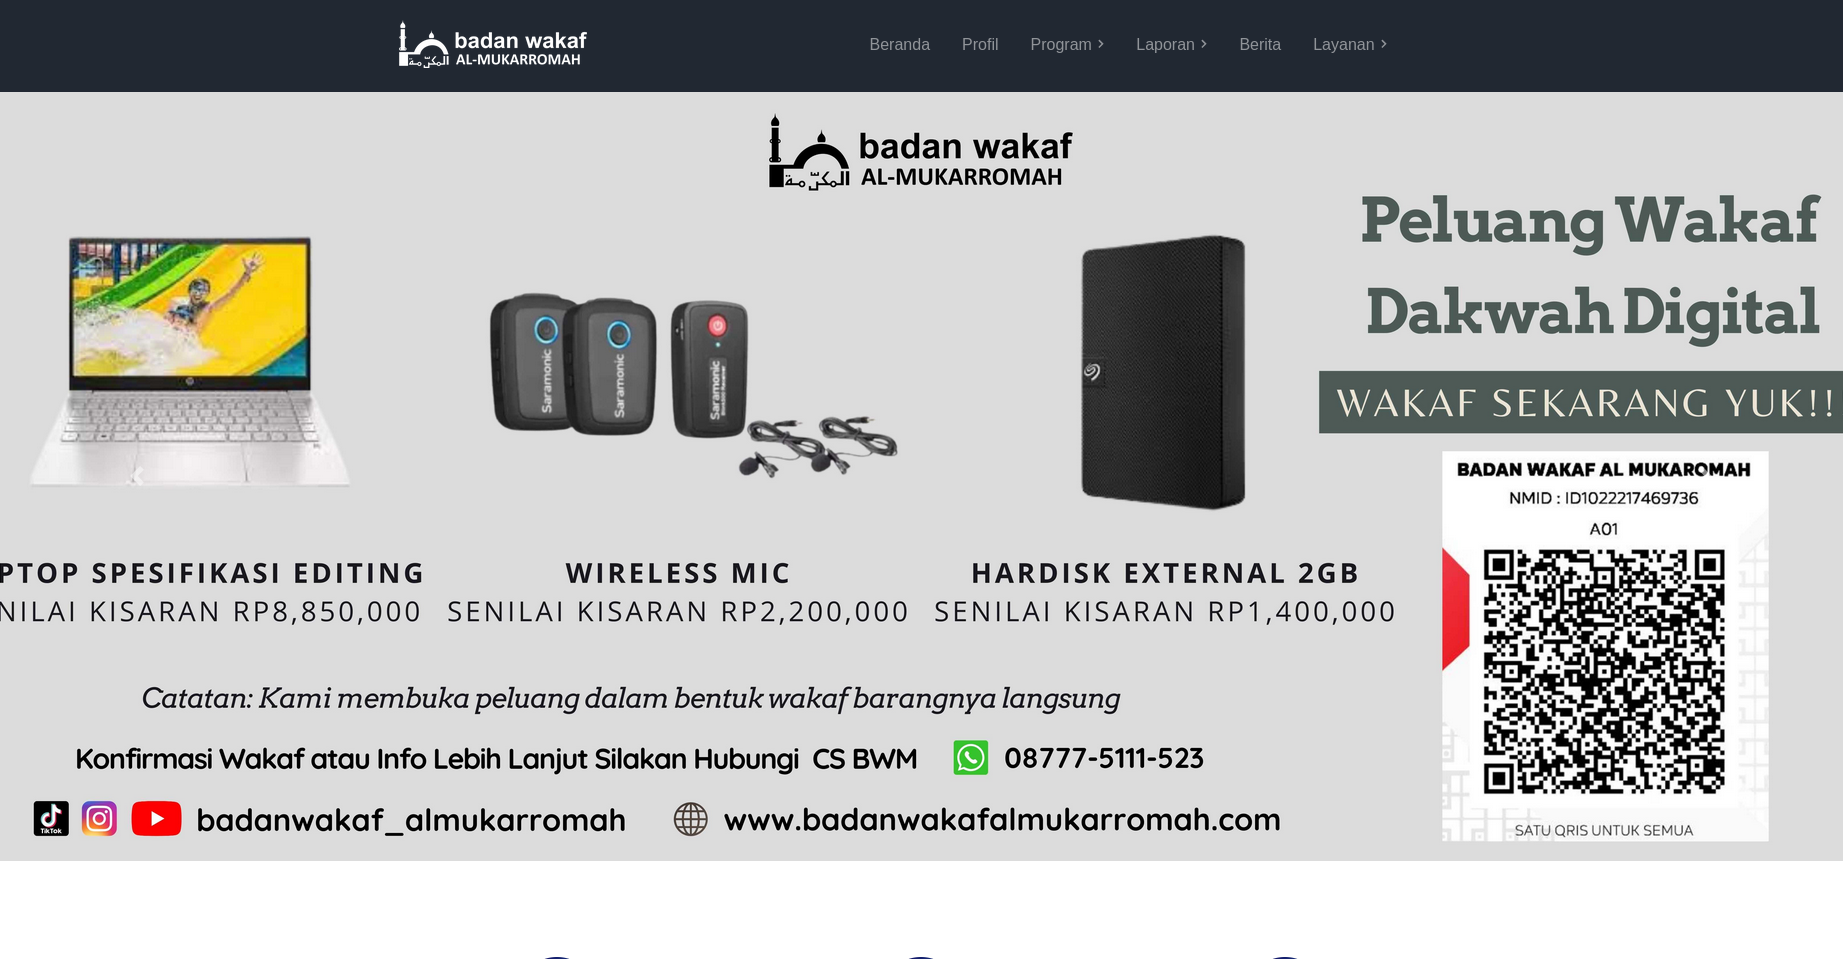 badan wakaf
AL-MUKARROMAH
المكرّمة
Beranda
Profil
Program
Laporan
Berita
Layanan
badan wakaf
AL-MUKARROMAH
المكرّمة
Peluang Wakaf
Dakwah Digital
WAKAF SEKARANG YUK!!
Saramonic
Saramonic
Saramonic
PTOP SPESIFIKASI EDITING
NILAI KISARAN RP8,850,000
WIRELESS MIC
SENILAI KISARAN RP2,200,000
HARDISK EXTERNAL 2GB
SENILAI KISARAN RP1,400,000
BADAN WAKAF AL MUKAROMAH
NMID : ID1022217469736
A01
SATU QRIS UNTUK SEMUA
Catatan: Kami membuka peluang dalam bentuk wakaf barangnya langsung
Konfirmasi Wakaf atau Info Lebih Lanjut Silakan Hubungi CS BWM 08777-5111-523
TikTok
badanwakaf_almukarromah www.badanwakafalmukarromah.com